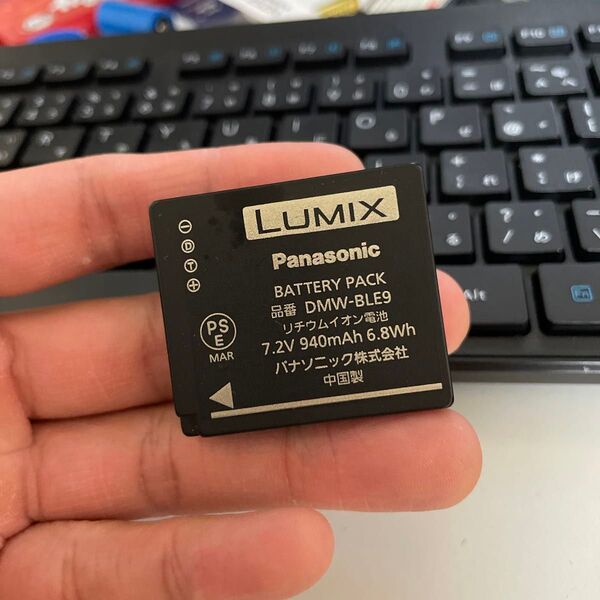 LUMIX
Panasonic
BATTERY PACK
品番 DMW-BLE9
リチウムイオン電池
7.2V 940mAh 6.8Wh
パナソニック株式会社
中国製
D
T
PS
E
MAR
Alt